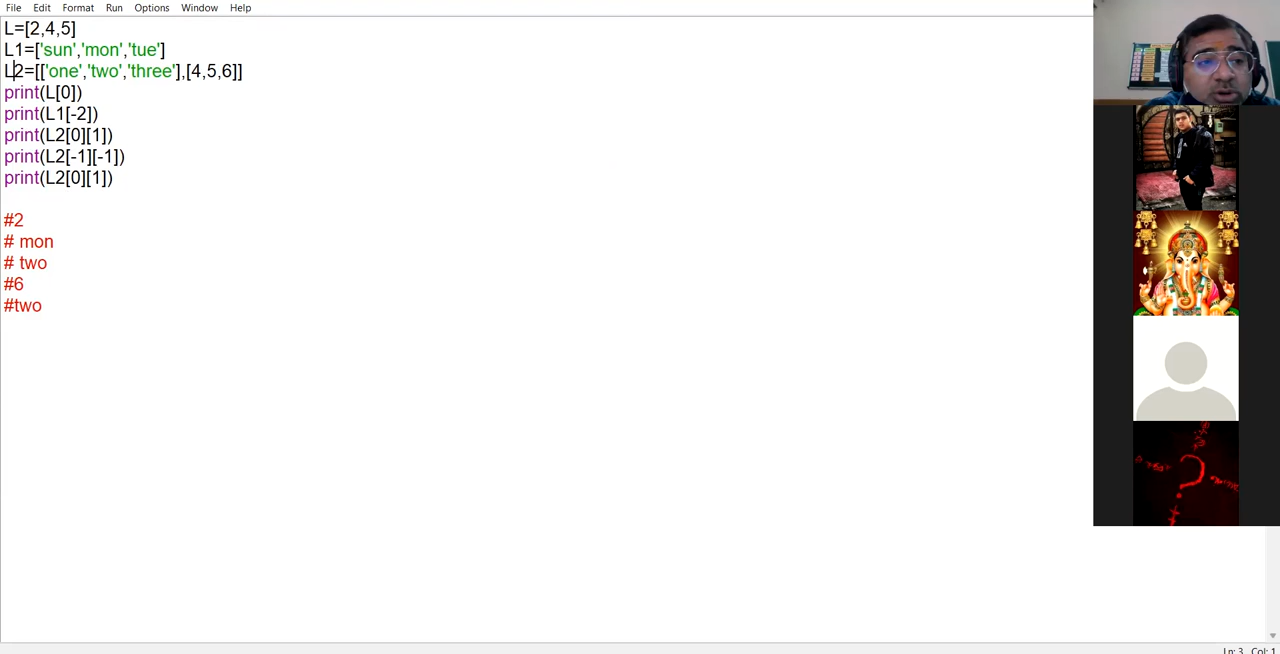 File Edit Format Run Options Window Help
L=[2,4,5]
L1=['sun','mon','tue']
L2=[['one','two','three'],[4,5,6]]
print(L[0])
print(L1[-2])
print(L2[0][1])
print(L2[-1][-1])
print(L2[0][1])
#2
# mon
# two
#6
#two
Ln: 3 Col: 1